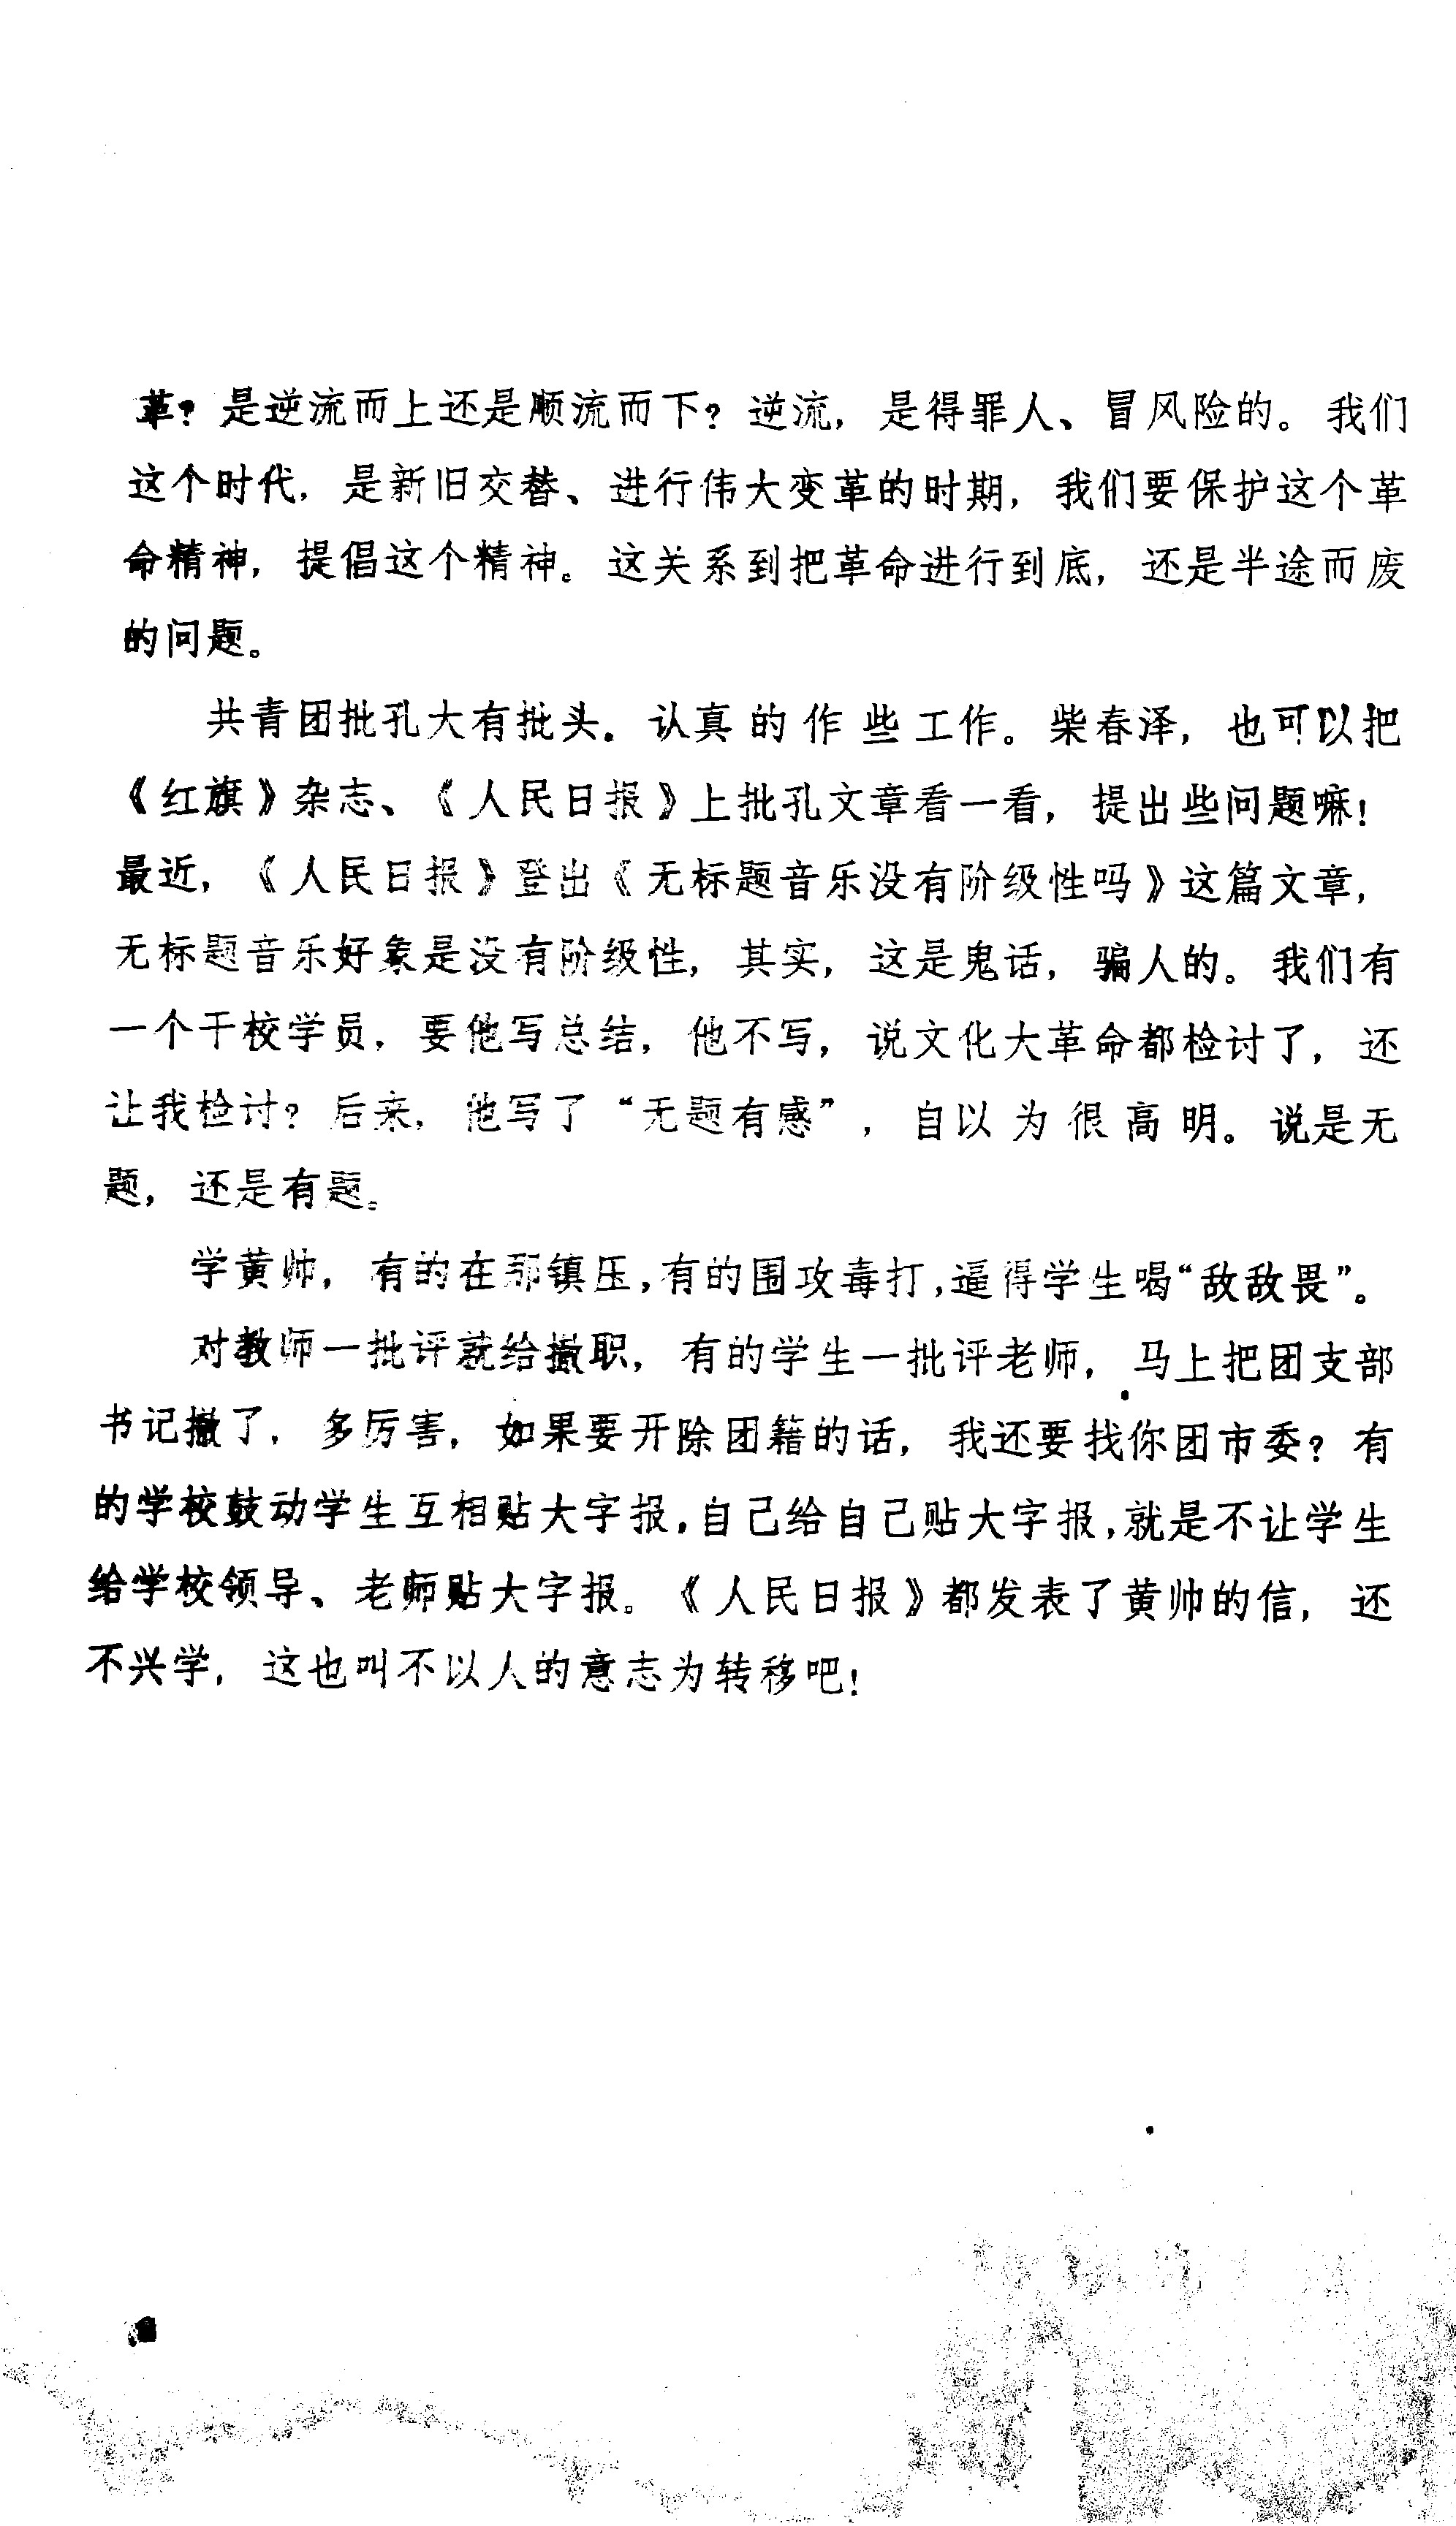 革？是逆流而上还是顺流而下？逆流，是得罪人、冒风险的。我们
这个时代，是新旧交替、进行伟大变革的时期，我们要保护这个革
命精神，提倡这个精神。这关系到把革命进行到底，还是半途而废
的问题。
共青团批孔大有批头．认真的作些工作。柴春泽，也可以把
《红旗》杂志、《人民日报》上批孔文章看一看，提出些问题嘛！
最近，《人民日报》登出《无标题音乐没有阶级性吗》这篇文章，
无标题音乐好象是没有阶级性，其实，这是鬼话，骗人的。我们有
一个干校学员，要他写总结，他不写，说文化大革命都检讨了，还
让我检讨？后来，他写了“无题有感”，自以为很高明。说是无
题，还是有题。
学黄帅，有的在那镇压，有的围攻毒打，逼得学生喝“敌敌畏”。
对教师一批评就给撤职，有的学生一批评老师，马上把团支部
书记撤了，多厉害，如果要开除团籍的话，我还要找你团市委？有
的学校鼓动学生互相贴大字报，自己给自己贴大字报，就是不让学生
给学校领导、老师贴大字报。《人民日报》都发表了黄帅的信，还
不兴学，这也叫不以人的意志为转移吧！